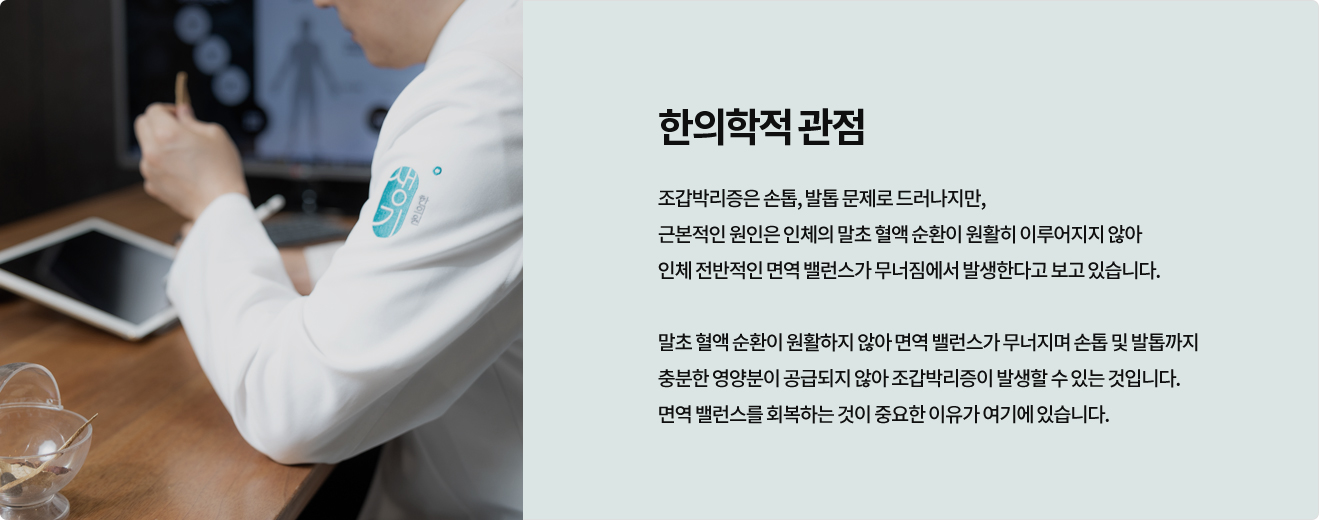 한의학적 관점
조갑박리증은 손톱, 발톱 문제로 드러나지만,
근본적인 원인은 인체의 말초 혈액 순환이 원활히 이루어지지 않아
인체 전반적인 면역 밸런스가 무너짐에서 발생한다고 보고 있습니다.
말초 혈액 순환이 원활하지 않아 면역 밸런스가 무너지며 손톱 및 발톱까지
충분한 영양분이 공급되지 않아 조갑박리증이 발생할 수 있는 것입니다.
면역 밸런스를 회복하는 것이 중요한 이유가 여기에 있습니다.